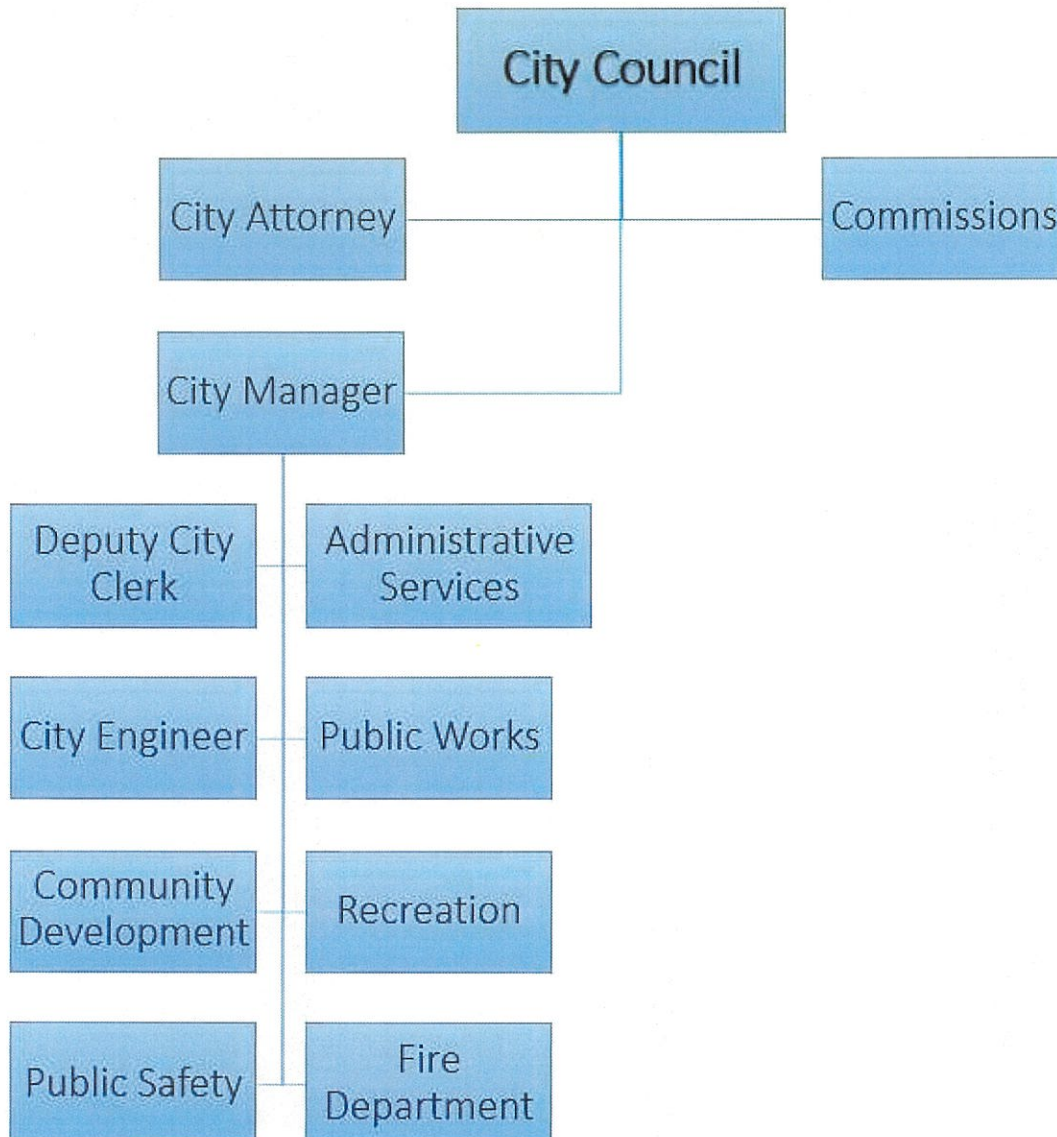 City Council
City Attorney
Commissions
City Manager
Deputy City
Clerk
Administrative
Services
City Engineer
Public Works
Community
Development
Recreation
Public Safety
Fire
Department